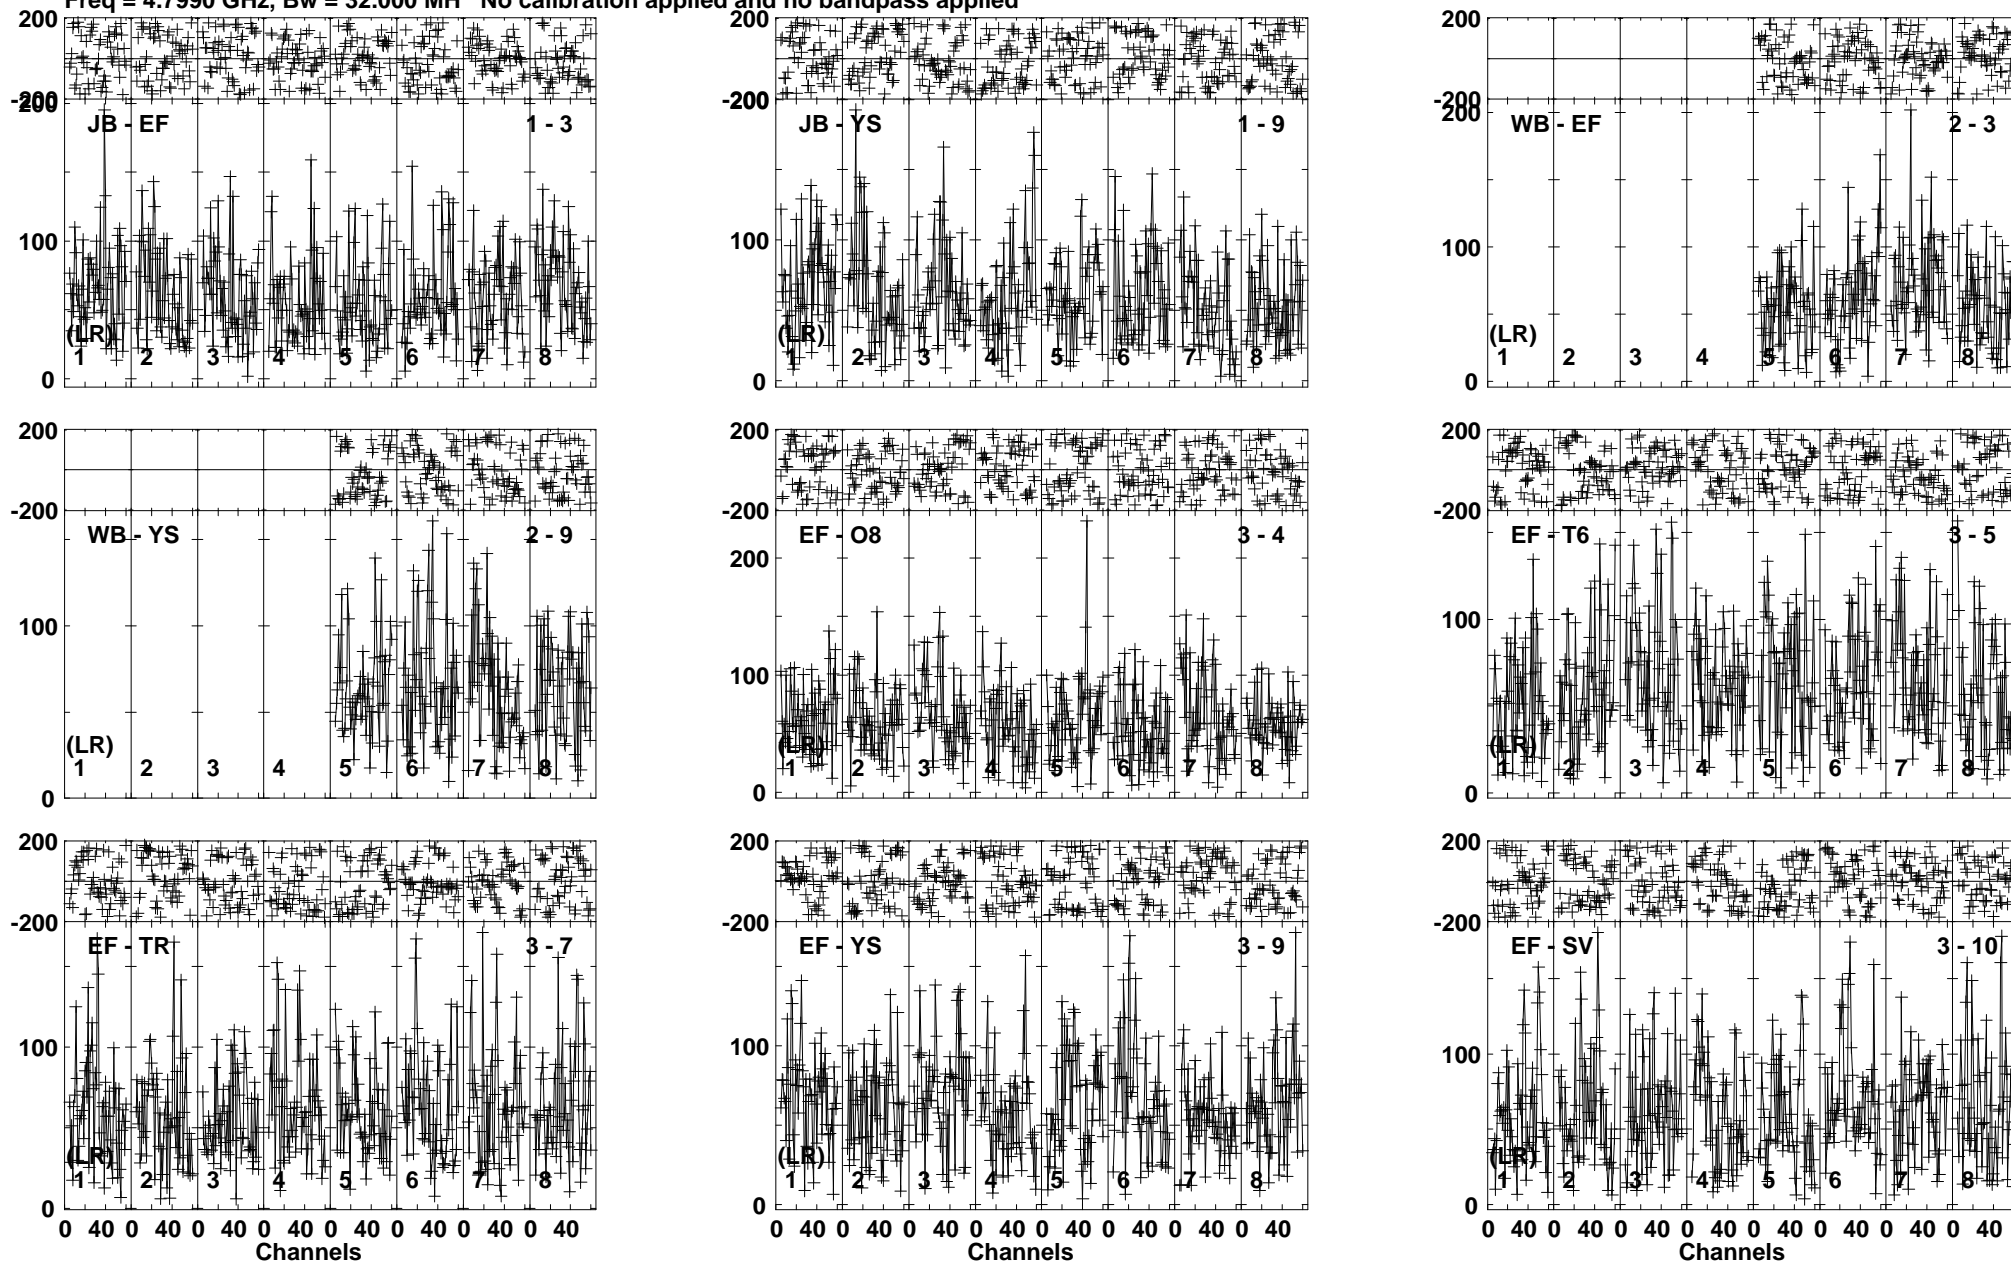 Freq = 4.7990 GHz, Bw = 32.000 MH No calibration applied and no bandpass applied
200 200 200
-200 -200 -200
200 200 200
JB - EF 1 - 3 JB - YS 1 - 9 WB - EF 2 - 3
100 100 100
(LR) (LR) (LR)
1 2 3 4 5 6 7 8 1 2 3 4 5 6 7 8 1 2 3 4 5 6 7 8
0 0 0
200 200 200
-200 -200 -200
WB - YS 2 - 9 EF - O8 3 - 4 EF - T6 3 - 5
200
100 100 100
(LR) (LR) (LR)
1 2 3 4 5 6 7 8 1 2 3 4 5 6 7 8 1 2 3 4 5 6 7 8
0 0 0
200 200 200
-200 -200 -200
EF - TR 3 - 7 EF - YS 3 - 9 EF - SV 3 - 10
100 100 100
(LR) (LR) (LR)
1 2 3 4 5 6 7 8 1 2 3 4 5 6 7 8 1 2 3 4 5 6 7 8
0 0 0
0 40 0 40 0 40 0 40 0 40 0 40 0 40 0 40 0 40 0 40 0 40 0 40 0 40 0 40 0 40 0 40 0 40 0 40 0 40 0 40 0 40 0 40 0 40 0 40
Channels Channels Channels